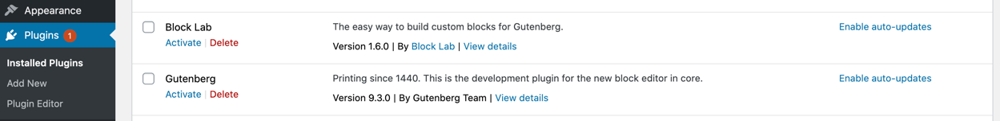 Appearance
Plugins 1
Installed Plugins
Add New
Plugin Editor
Block Lab
Activate | Delete
The easy way to build custom blocks for Gutenberg.
Version 1.6.0 | By Block Lab | View details
Enable auto-updates
Gutenberg
Activate | Delete
Printing since 1440. This is the development plugin for the new block editor in core.
Version 9.3.0 | By Gutenberg Team | View details
Enable auto-updates